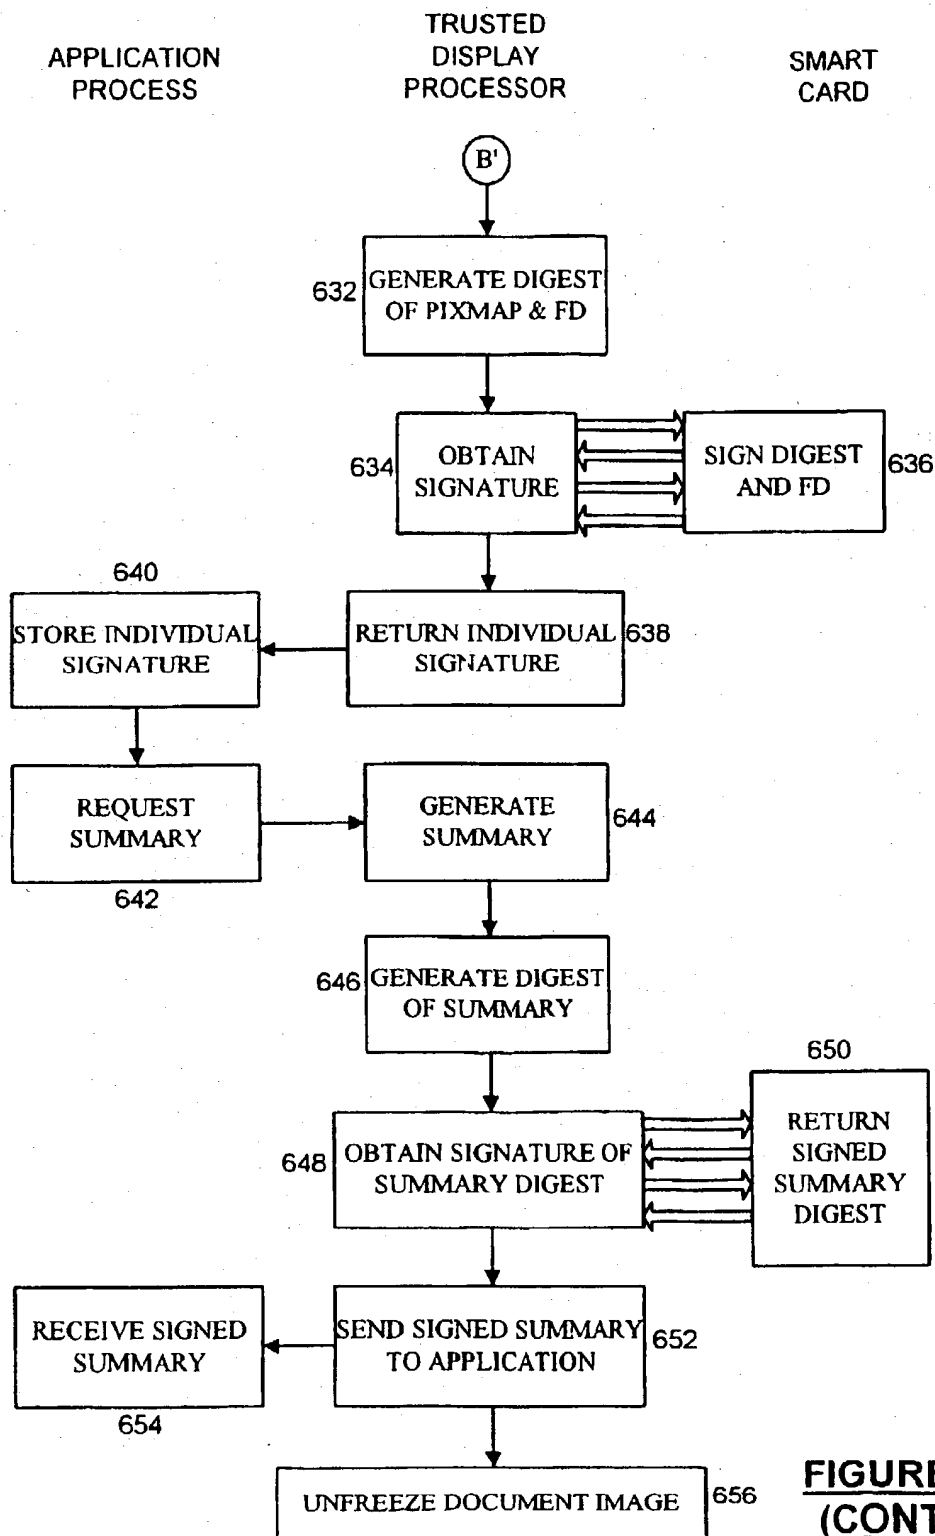 APPLICATION
PROCESS
TRUSTED
DISPLAY
PROCESSOR
SMART
CARD
B'
632
GENERATE DIGEST
OF PIXMAP & FD
634
OBTAIN
SIGNATURE
SIGN DIGEST
AND FD
636
640
STORE INDIVIDUAL
SIGNATURE
RETURN INDIVIDUAL
SIGNATURE
638
REQUEST
SUMMARY
642
GENERATE
SUMMARY
644
646
GENERATE DIGEST
OF SUMMARY
648
OBTAIN SIGNATURE OF
SUMMARY DIGEST
650
RETURN
SIGNED
SUMMARY
DIGEST
RECEIVE SIGNED
SUMMARY
654
SEND SIGNED SUMMARY
TO APPLICATION
652
UNFREEZE DOCUMENT IMAGE
656
FIGURE
(CONT